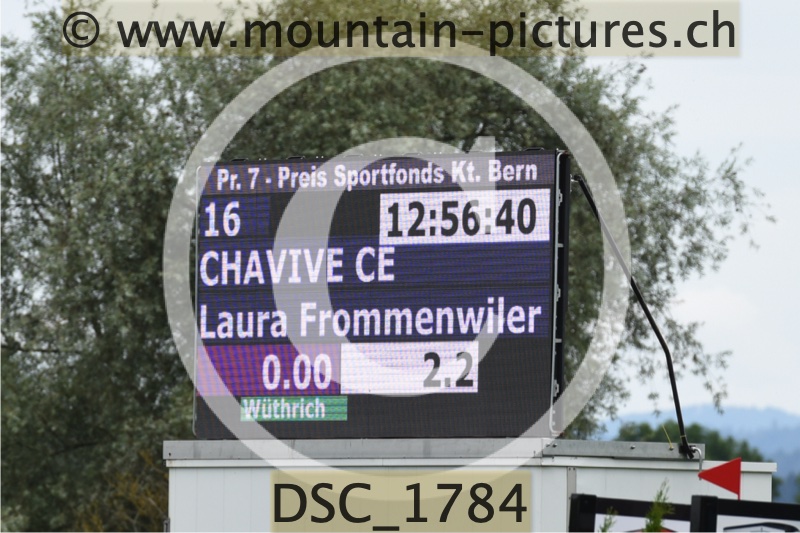 © www.mountain-pictures.ch
Pr. 7 - Preis Sportfonds Kt. Bern
16 12:56:40
CHAVIVE CE
Laura Frommenwiler
0.00 2.2
Wüthrich
DSC_1784